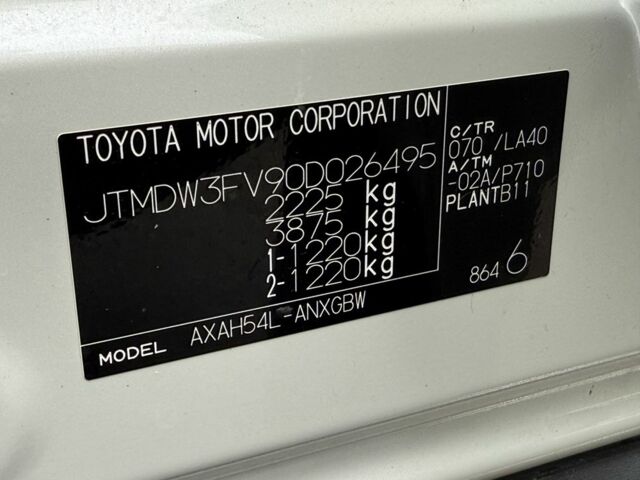 TOYOTA MOTOR CORPORATION
JTMDW3FV90D026495
2225 kg
3875 kg
1-1220kg
2-1220kg
MODEL AXAH54L-ANXGBW
C/TR
070 /LA40
A/TM
-02A/P710
PLANTB11
864 6